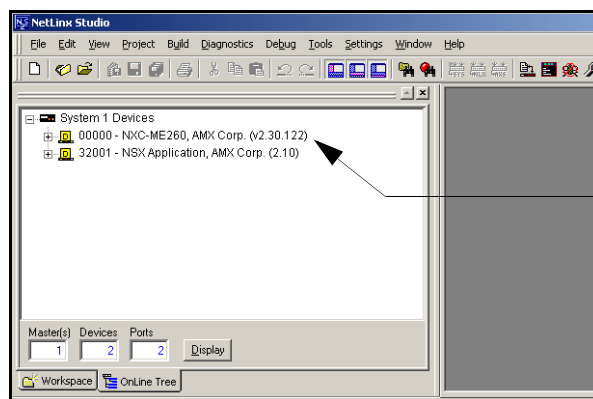 NetLinx Studio
File Edit View Project Build Diagnostics Debug Tools Settings Window Help
System 1 Devices
00000 - NXC-ME260, AMX Corp. (v2.30.122)
32001 - NSX Application, AMX Corp. (2.10)
Master(s) Devices Ports
1 2 2 Display
Workspace OnLine Tree